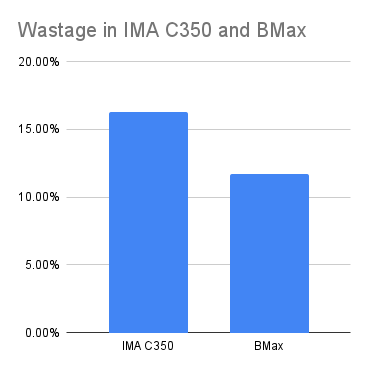 Wastage in IMA C350 and BMax
20.00%
15.00%
10.00%
5.00%
0.00%
IMA C350
BMax